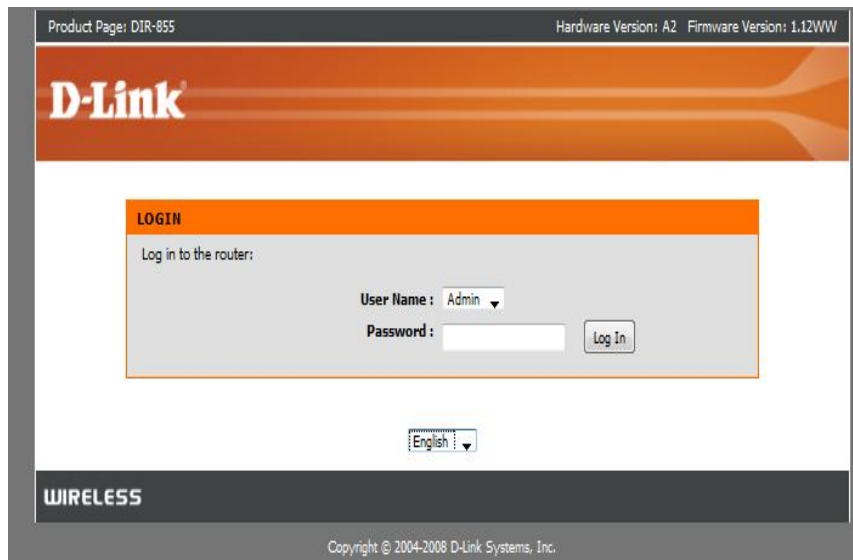 Product Page: DIR-855 Hardware Version: A2 Firmware Version: 1.12WW
D-Link
LOGIN
Log in to the router:
User Name : Admin
Password :
Log In
English
WIRELESS
Copyright © 2004-2008 D-Link Systems, Inc.